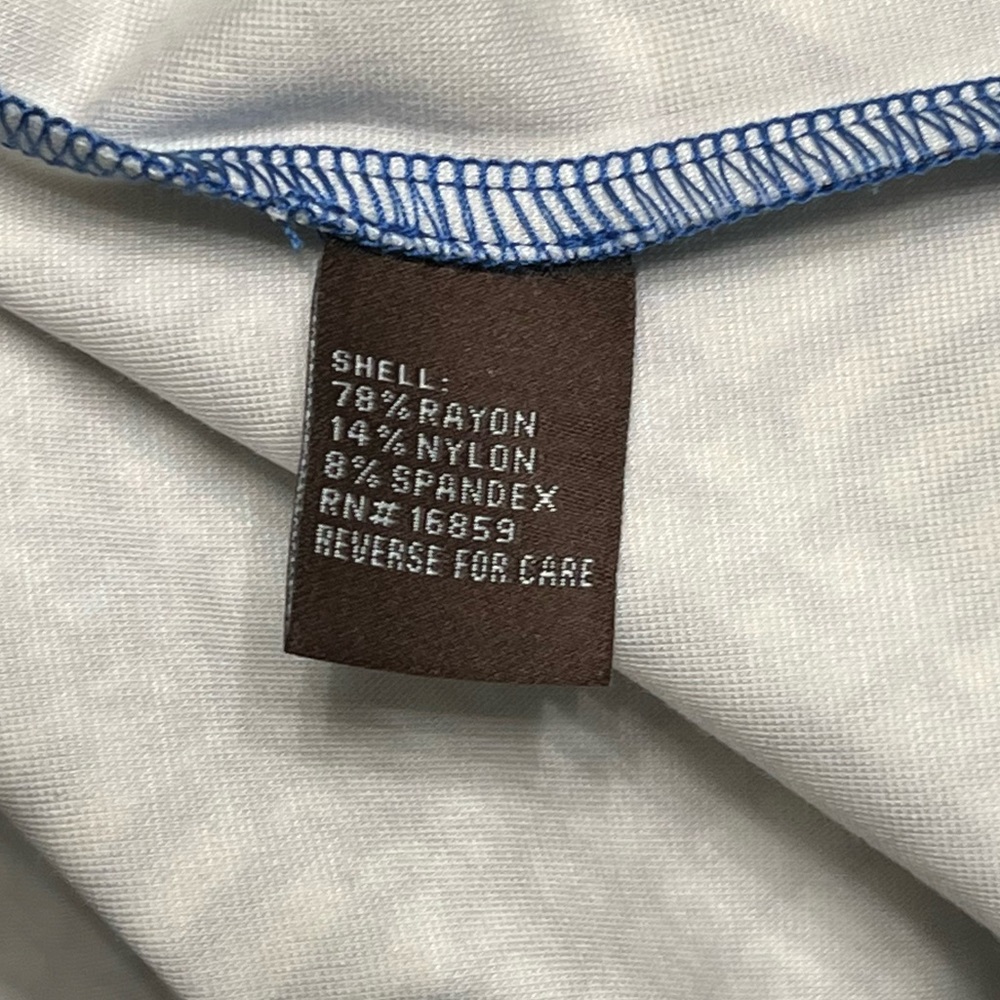 SHELL:
78% RAYON
14% NYLON
8% SPANDEX
RN# 16859
REVERSE FOR CARE